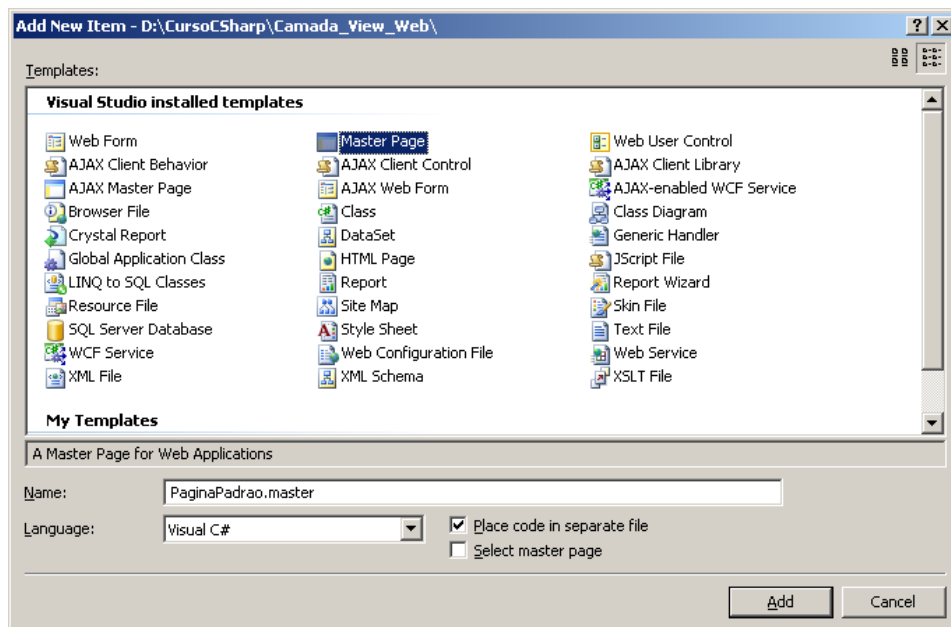 Add New Item - D:\CursoCSharp\Camada_View_Web\
Templates:
Visual Studio installed templates
Web Form Master Page Web User Control
AJAX Client Behavior AJAX Client Control AJAX Client Library
AJAX Master Page AJAX Web Form AJAX-enabled WCF Service
Browser File Class Class Diagram
Crystal Report DataSet Generic Handler
Global Application Class HTML Page JScript File
LINQ to SQL Classes Report Report Wizard
Resource File Site Map Skin File
SQL Server Database Style Sheet Text File
WCF Service Web Configuration File Web Service
XML File XML Schema XSLT File
My Templates
A Master Page for Web Applications
Name: PaginaPadrao.master
Language: Visual C# Place code in separate file
Select master page
Add Cancel